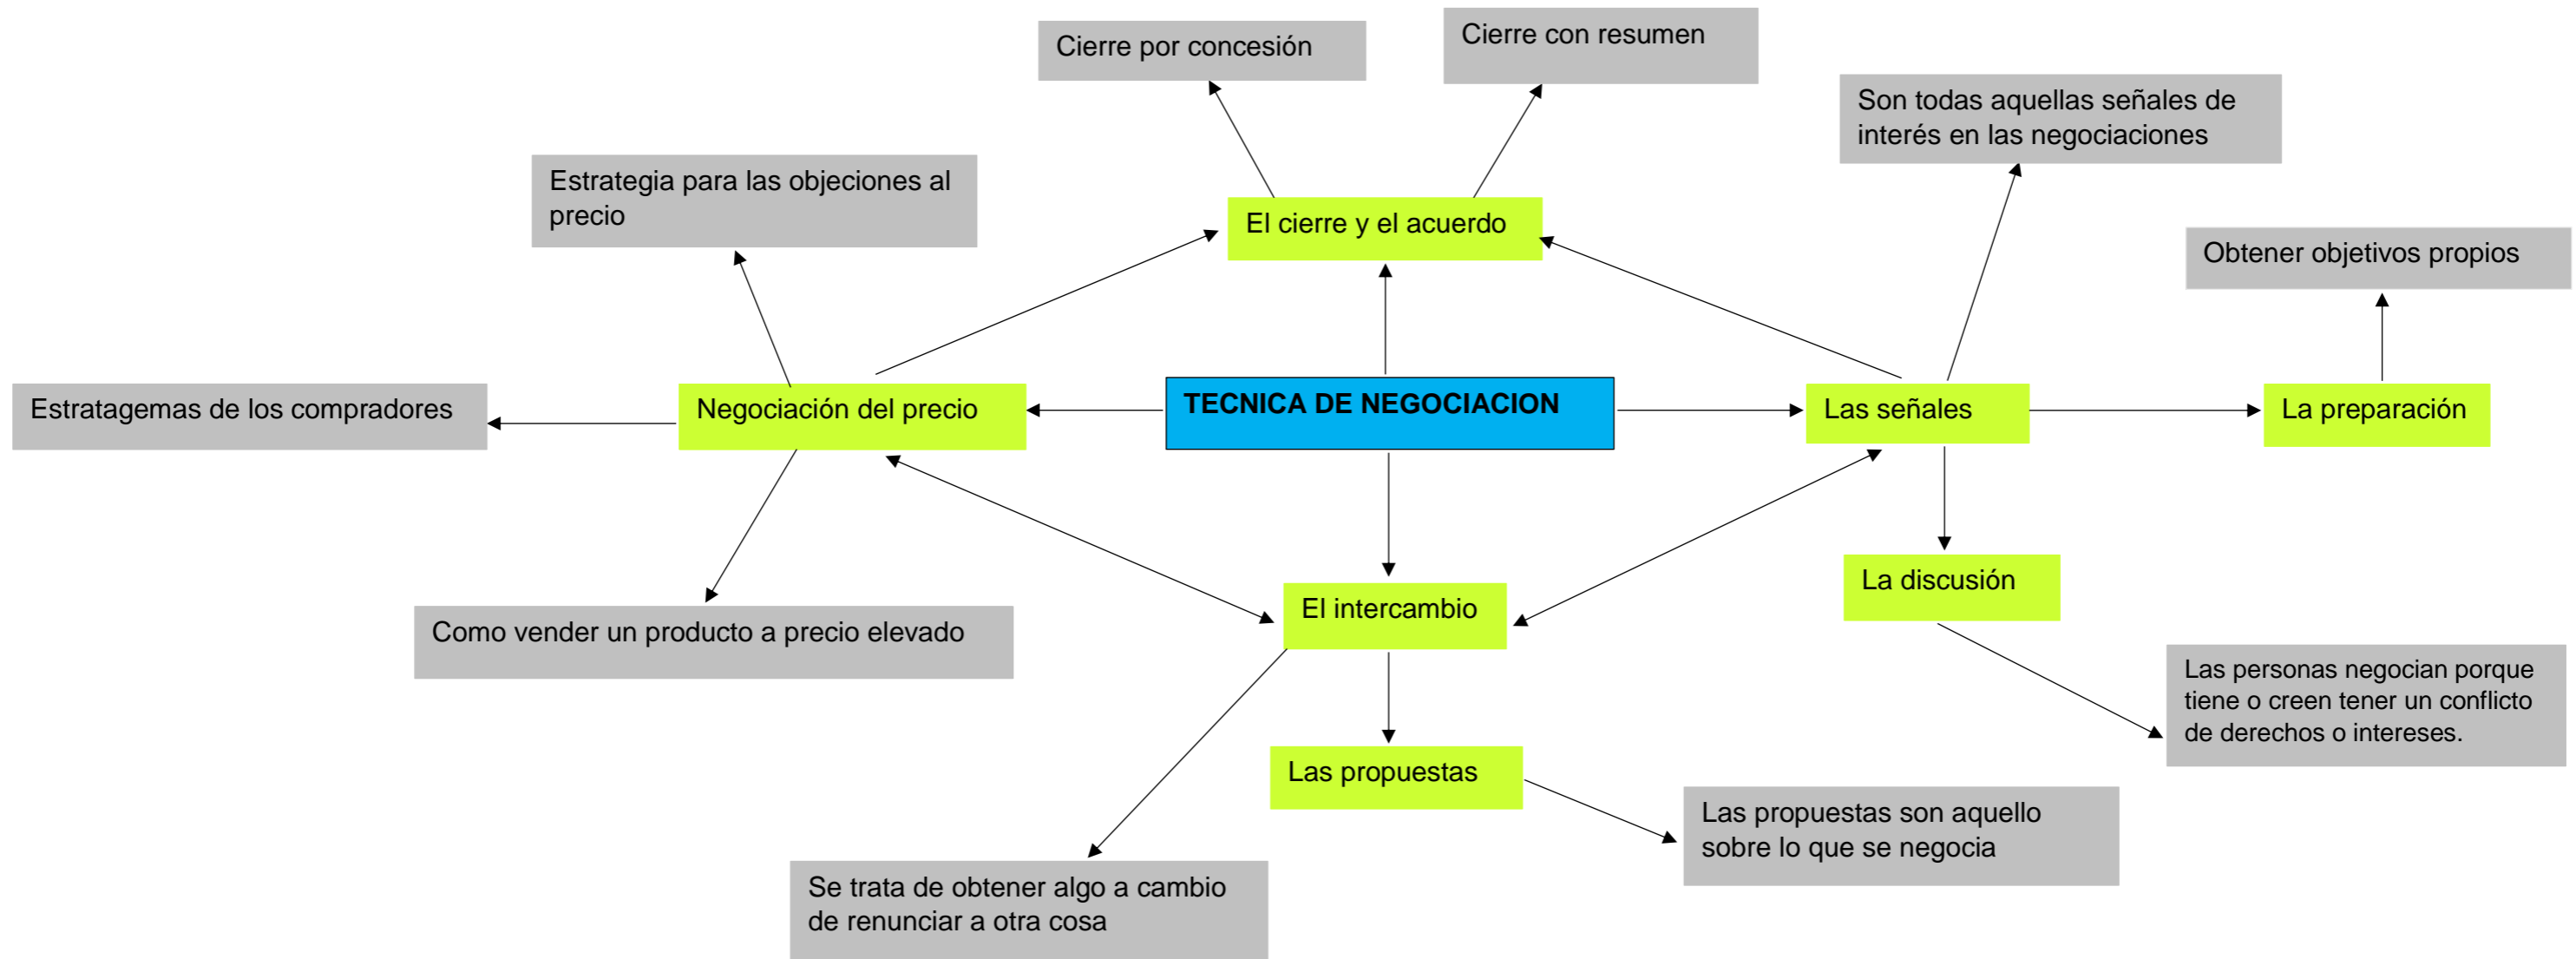 Cierre por concesión
Cierre con resumen
Son todas aquellas señales de
interés en las negociaciones
Estrategia para las objeciones al
precio
El cierre y el acuerdo
Obtener objetivos propios
Estratagemas de los compradores
Negociación del precio
TECNICA DE NEGOCIACION
Las señales
La preparación
La discusión
El intercambio
Como vender un producto a precio elevado
Las personas negocian porque
tiene o creen tener un conflicto
de derechos o intereses.
Las propuestas
Las propuestas son aquello
sobre lo que se negocia
Se trata de obtener algo a cambio
de renunciar a otra cosa